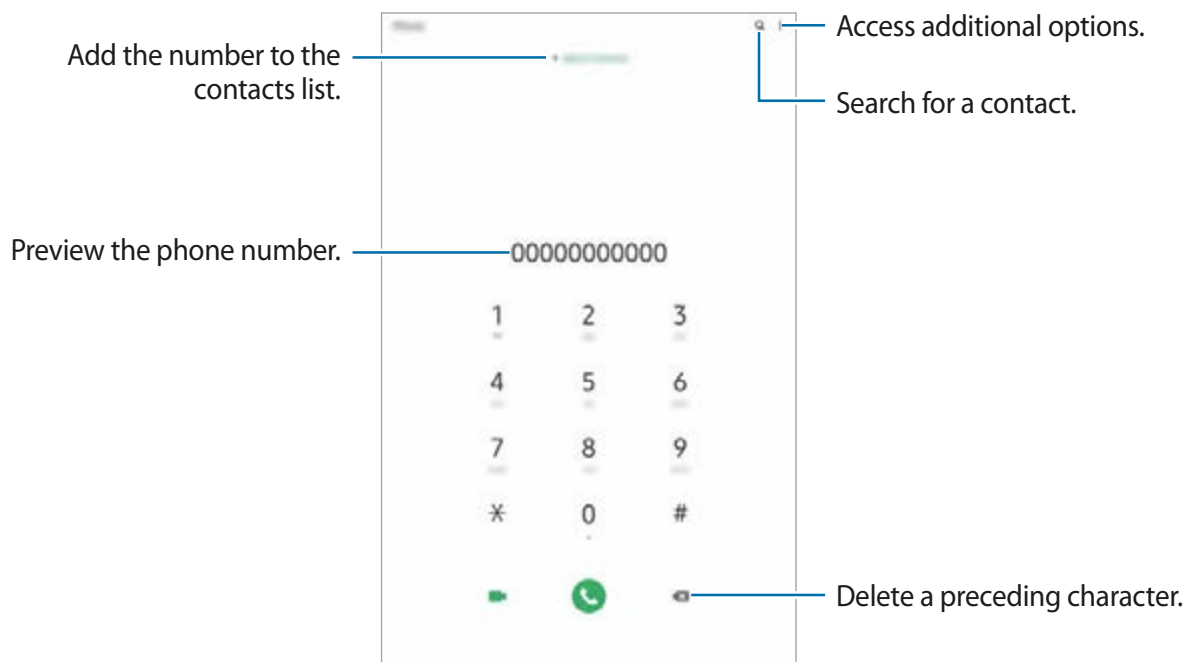 Access additional options.
Add the number to the
contacts list.
Search for a contact.
Preview the phone number.
00000000000
1 2 3
4 5 6
7 8 9
* 0 #
Delete a preceding character.